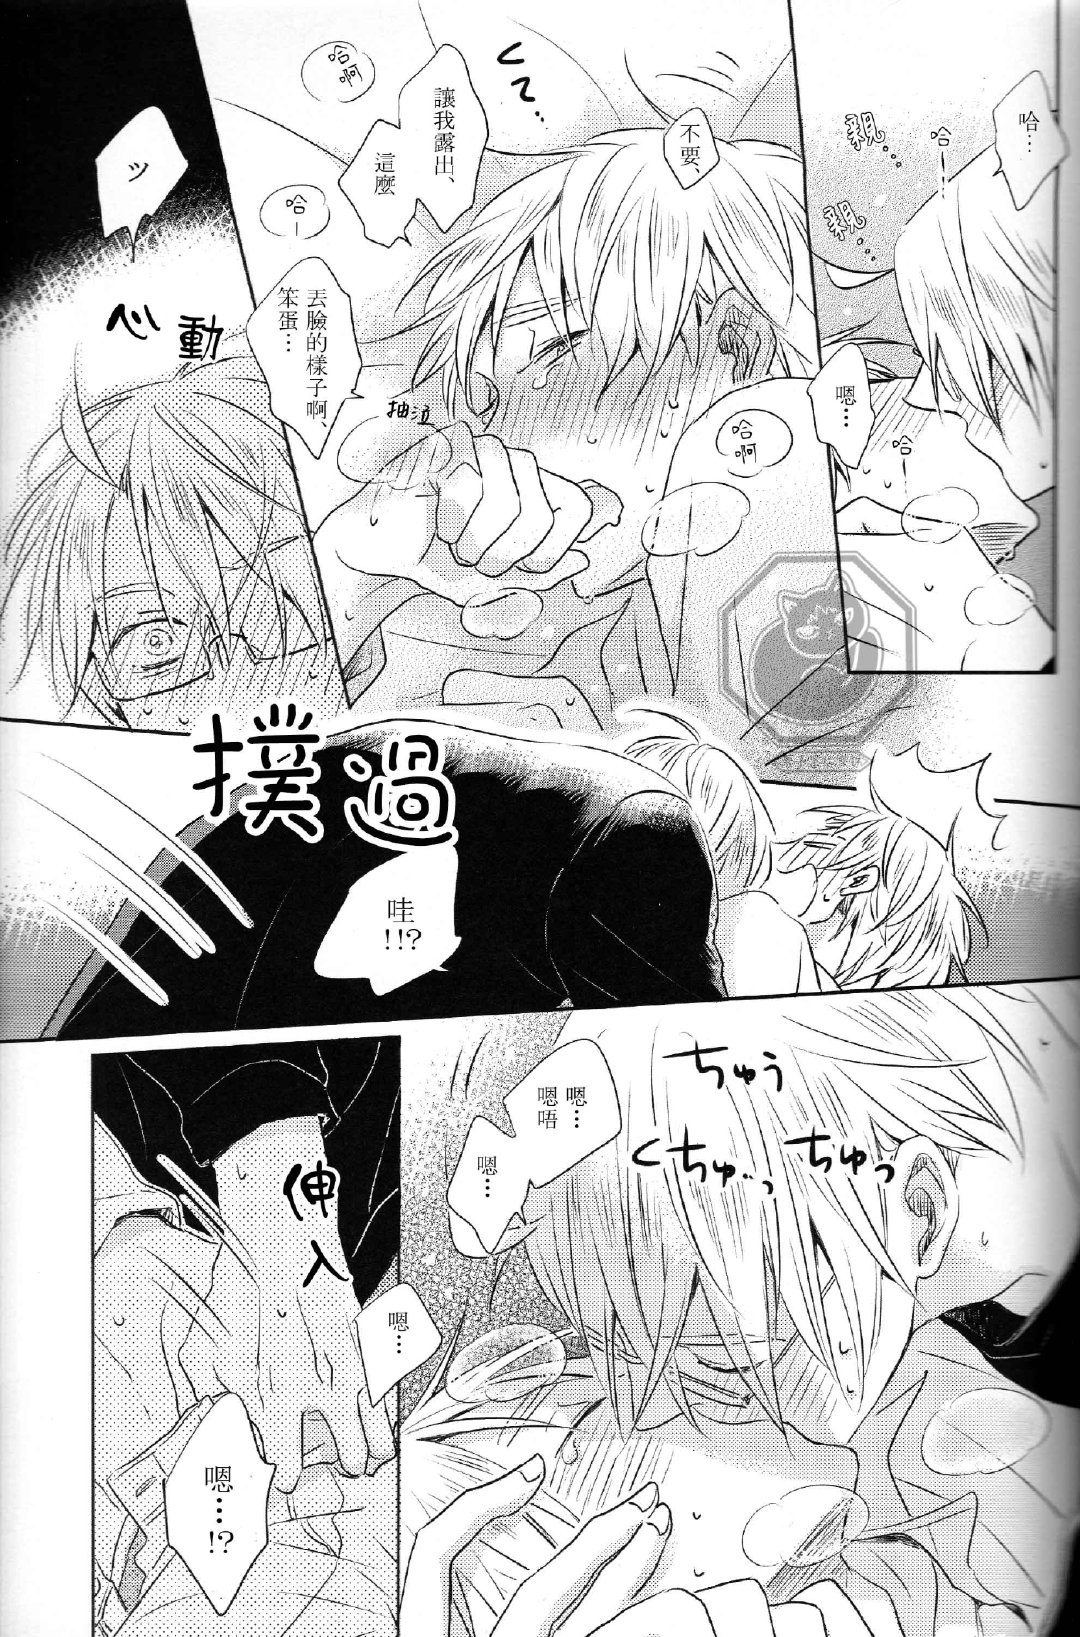 哈…
親…
哈—
親…
嗯…
哈—
不要、
くて…
讓我露出、
這麼
哈啊
哈—
丟臉的樣子啊、
笨蛋…
抽泣
哈啊
ッ
心動
撲過
哇!!?
ちゅう
ちゅっ
くちゅ…っ
嗯…
嗯唔
嗯…
伸入
嗯…
嗯…!?